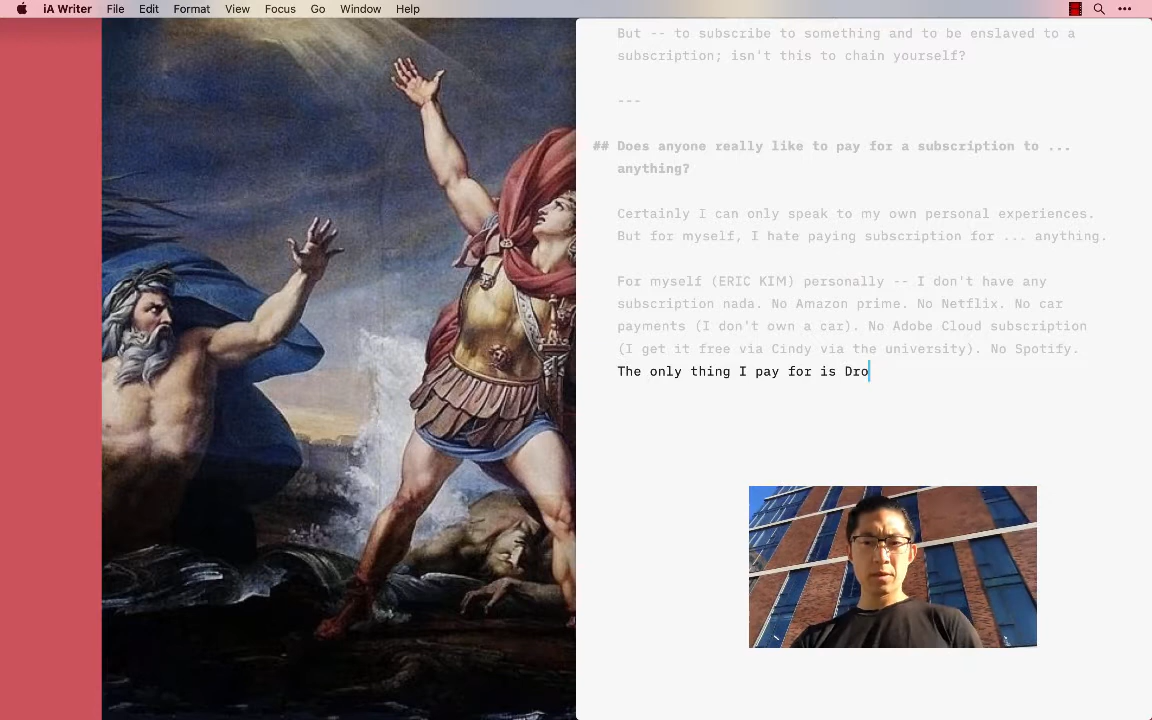 iA Writer File Edit Format View Focus Go Window Help
But -- to subscribe to something and to be enslaved to a
subscription; isn't this to chain yourself?
---
## Does anyone really like to pay for a subscription to ...
anything?
Certainly I can only speak to my own personal experiences.
But for myself, I hate paying subscription for ... anything.
For myself (ERIC KIM) personally -- I don't have any
subscription nada. No Amazon prime. No Netflix. No car
payments (I don't own a car). No Adobe Cloud subscription
(I get it free via Cindy via the university). No Spotify.
The only thing I pay for is Dro